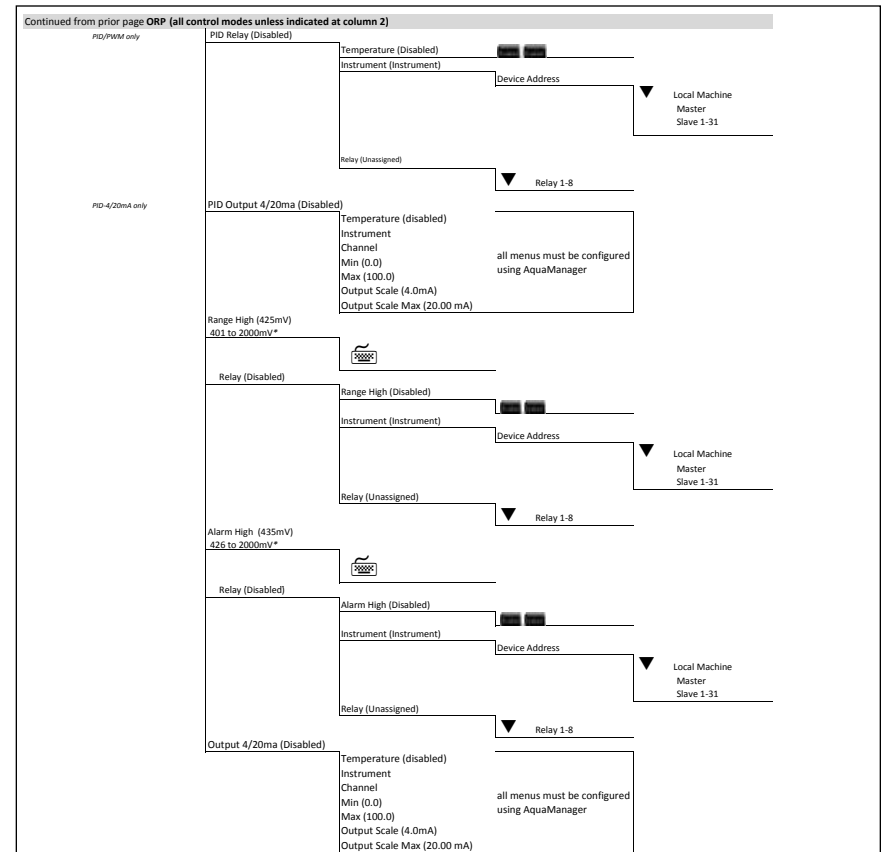 Continued from prior page ORP (all control modes unless indicated at column 2)
PID/PWM only
PID Relay (Disabled)
Temperature (Disabled)
Instrument (Instrument)
Device Address
Local Machine
Master
Slave 1-31
Relay (Unassigned)
Relay 1-8
PID-4/20mA only
PID Output 4/20ma (Disabled)
Temperature (disabled)
Instrument
Channel
Min (0.0)
Max (100.0)
Output Scale (4.0mA)
Output Scale Max (20.00 mA)
all menus must be configured
using AquaManager
Range High (425mV)
401 to 2000mV*
Relay (Disabled)
Range High (Disabled)
Instrument (Instrument)
Device Address
Local Machine
Master
Slave 1-31
Relay (Unassigned)
Relay 1-8
Alarm High (435mV)
426 to 2000mV*
Relay (Disabled)
Alarm High (Disabled)
Instrument (Instrument)
Device Address
Local Machine
Master
Slave 1-31
Relay (Unassigned)
Relay 1-8
Output 4/20ma (Disabled)
Temperature (disabled)
Instrument
Channel
Min (0.0)
Max (100.0)
Output Scale (4.0mA)
Output Scale Max (20.00 mA)
all menus must be configured
using AquaManager